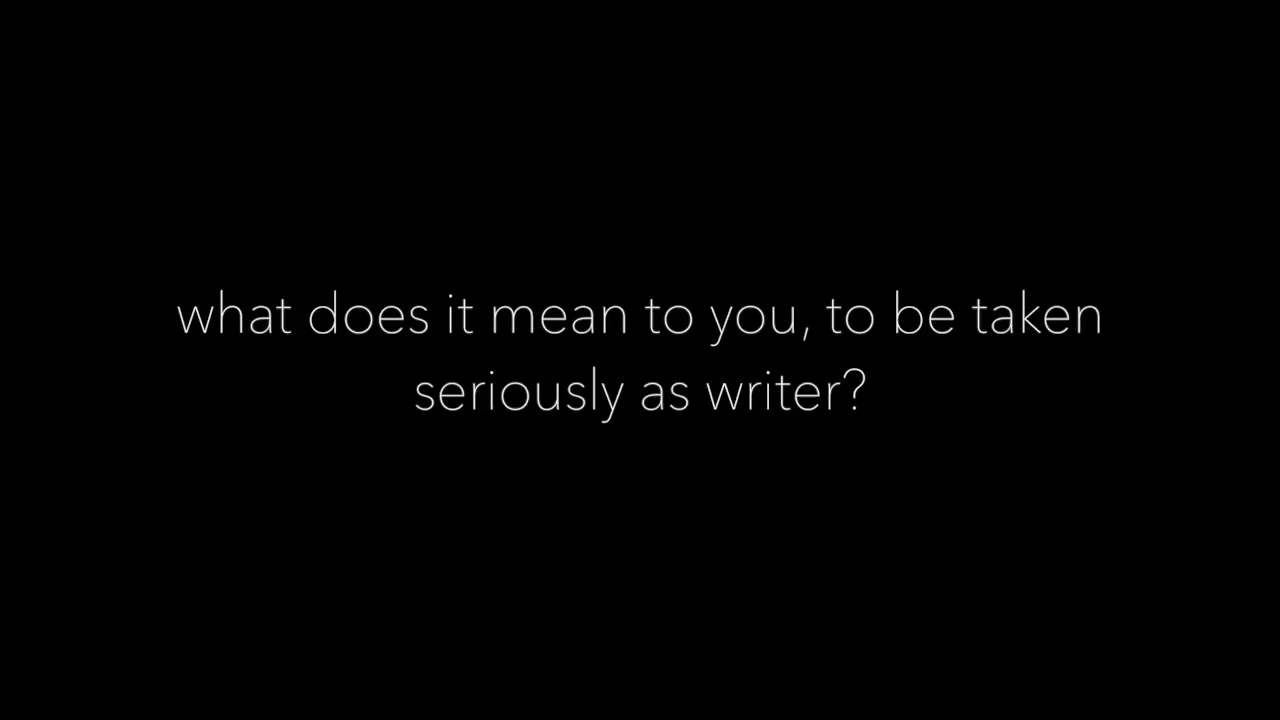 what does it mean to you, to be taken
seriously as writer?